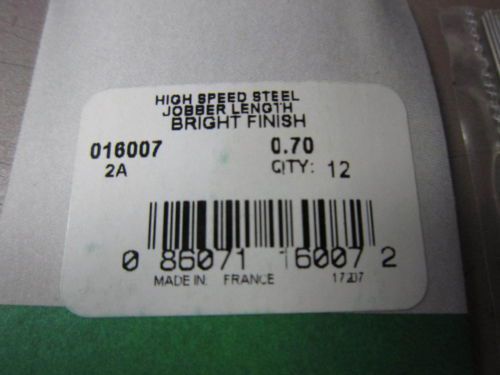 HIGH SPEED STEEL
JOBBER LENGTH
BRIGHT FINISH
016007 0.70
2A QTY: 12
0 86071 16007 2
MADE IN: FRANCE 17207